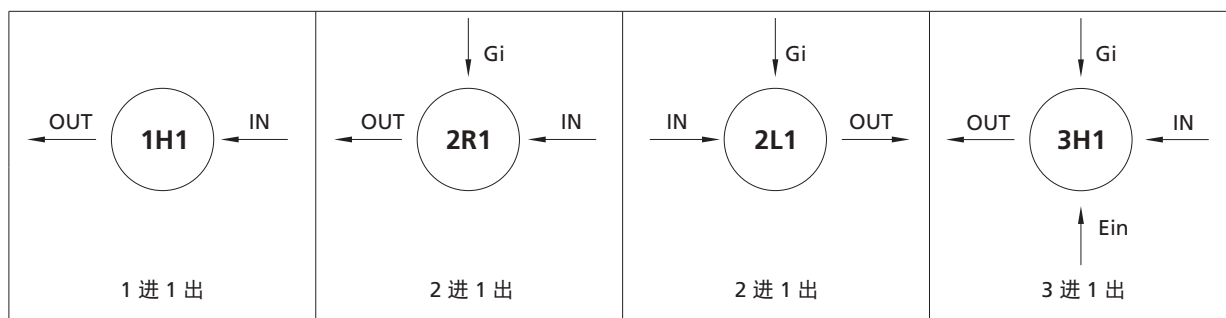 OUT 1H1 IN
1 进 1 出
Gi
OUT 2R1 IN
2 进 1 出
Gi
IN 2L1 OUT
2 进 1 出
Gi
OUT 3H1 IN
Ein
3 进 1 出